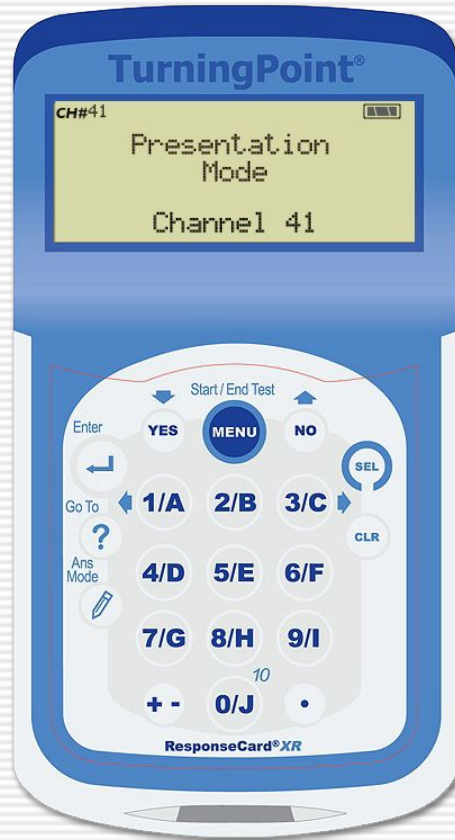 TurningPoint®
CH#41
Presentation
Mode
Channel 41
Start / End Test
Enter
YES
MENU
NO
SEL
Go To
1/A
2/B
3/C
?
CLR
Ans
Mode
4/D
5/E
6/F
7/G
8/H
9/I
10
+ -
0/J
•
ResponseCard®XR